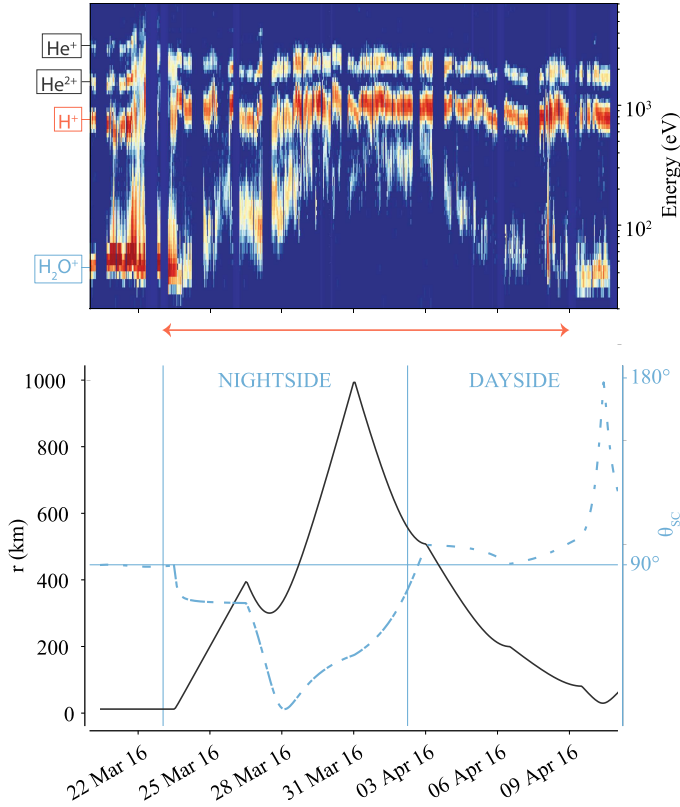 He⁺
He²⁺
H⁺
H₂O⁺
10³
10²
Energy (eV)
NIGHTSIDE
DAYSIDE
1000
800
600
400
200
0
r (km)
180°
90°
θSC
22 Mar 16
25 Mar 16
28 Mar 16
31 Mar 16
03 Apr 16
06 Apr 16
09 Apr 16